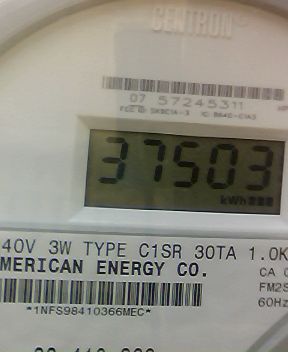 CENTRON
07 57245311
37503
kWh
40V 3W TYPE C1SR 30TA 1.0K
MERICAN ENERGY CO.
CA
FM2S
60Hz
*1NFS98410366MEC*